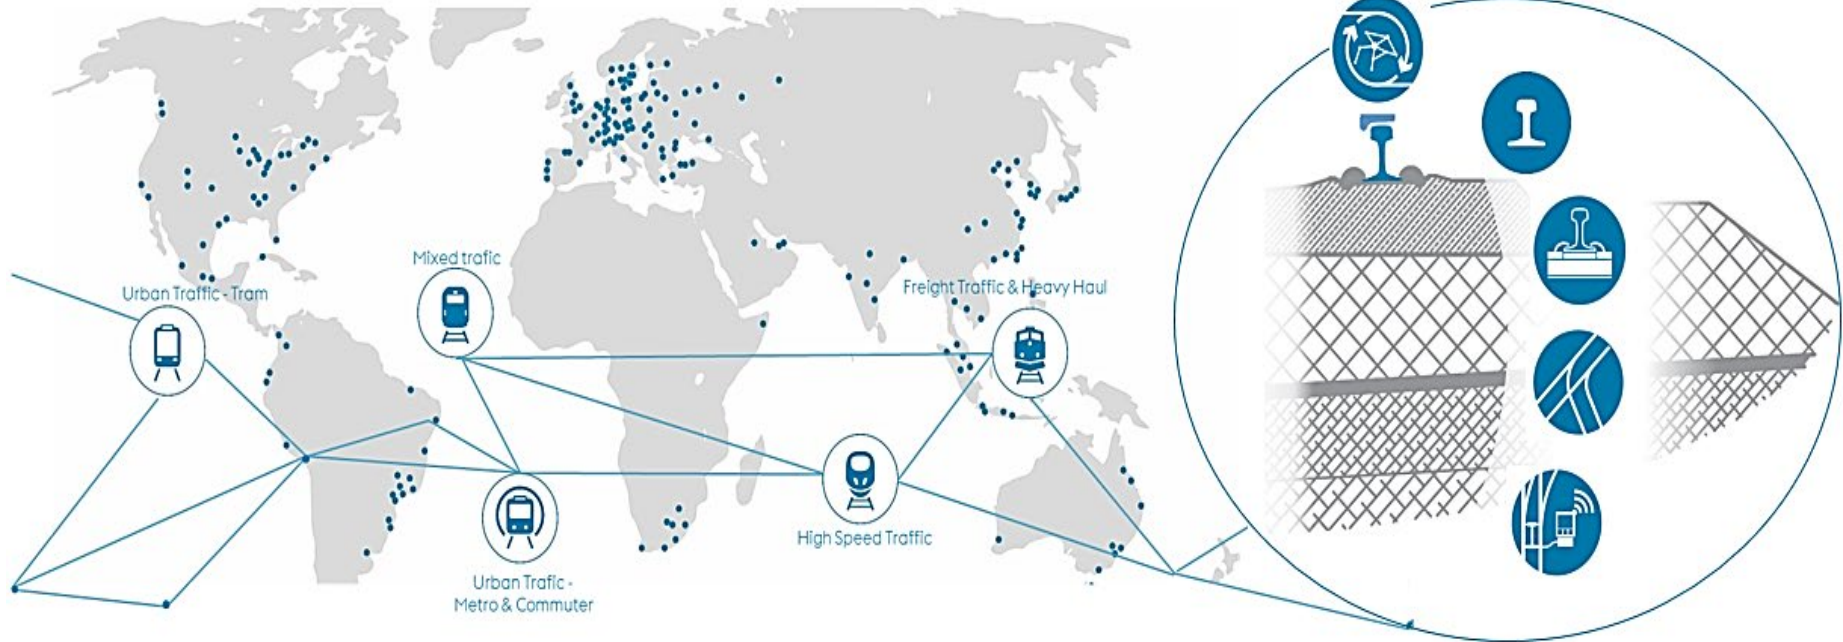 Mixed trafic
Urban Traffic - Tram
Freight Traffic & Heavy Haul
High Speed Traffic
Urban Trafic -
Metro & Commuter